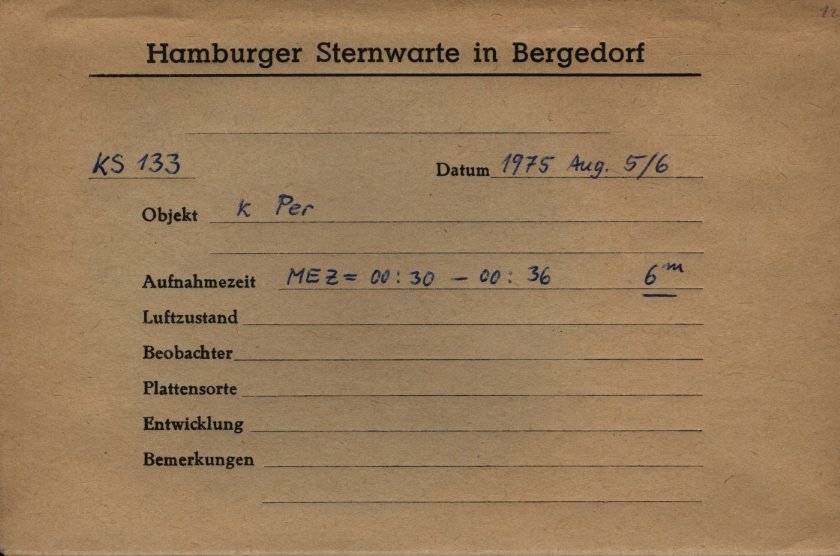 Hamburger Sternwarte in Bergedorf
KS 133 Datum 1975 Aug. 5/6
Objekt k Per
Aufnahmezeit MEZ = 00:30 – 00:36 6m
Luftzustand
Beobachter
Plattensorte
Entwicklung
Bemerkungen